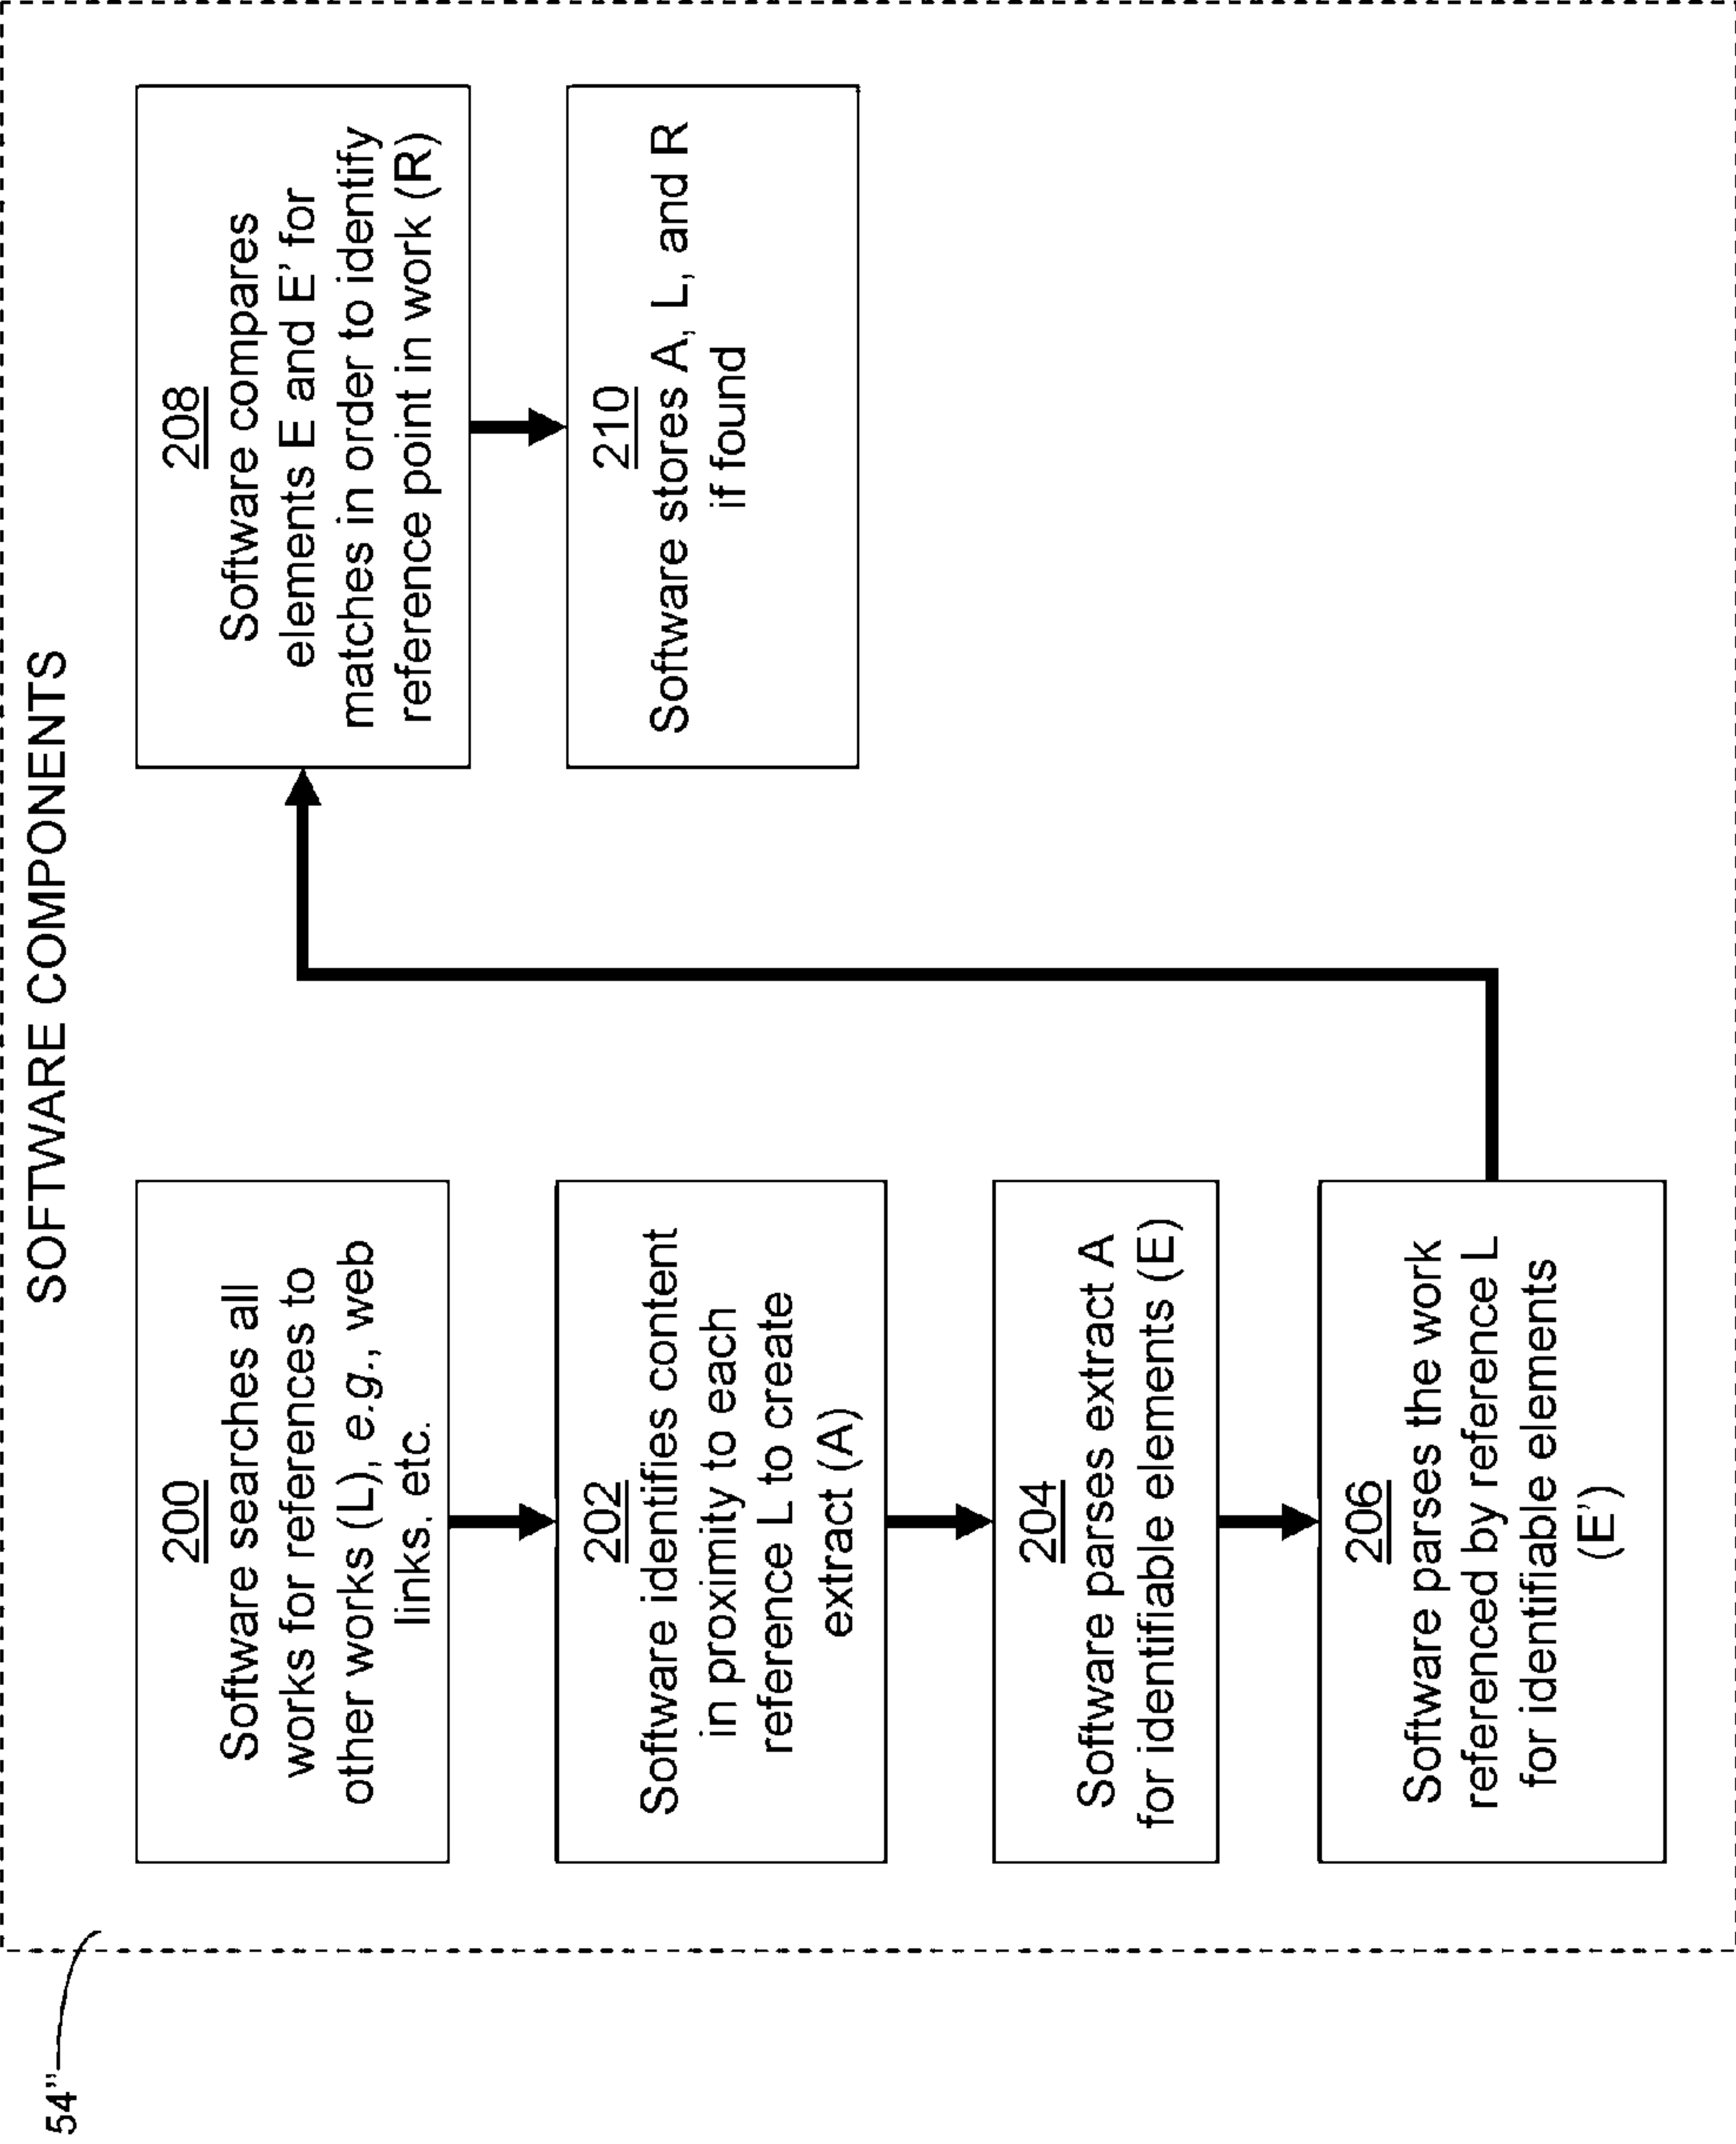 54"
SOFTWARE COMPONENTS
200
Software searches all
works for references to
other works (L), e.g., web
links, etc.
202
Software identifies content
in proximity to each
reference L to create
extract (A)
204
Software parses extract A
for identifiable elements (E)
206
Software parses the work
referenced by reference L
for identifiable elements
(E')
208
Software compares
elements E and E' for
matches in order to identify
reference point in work (R)
210
Software stores A, L, and R
if found